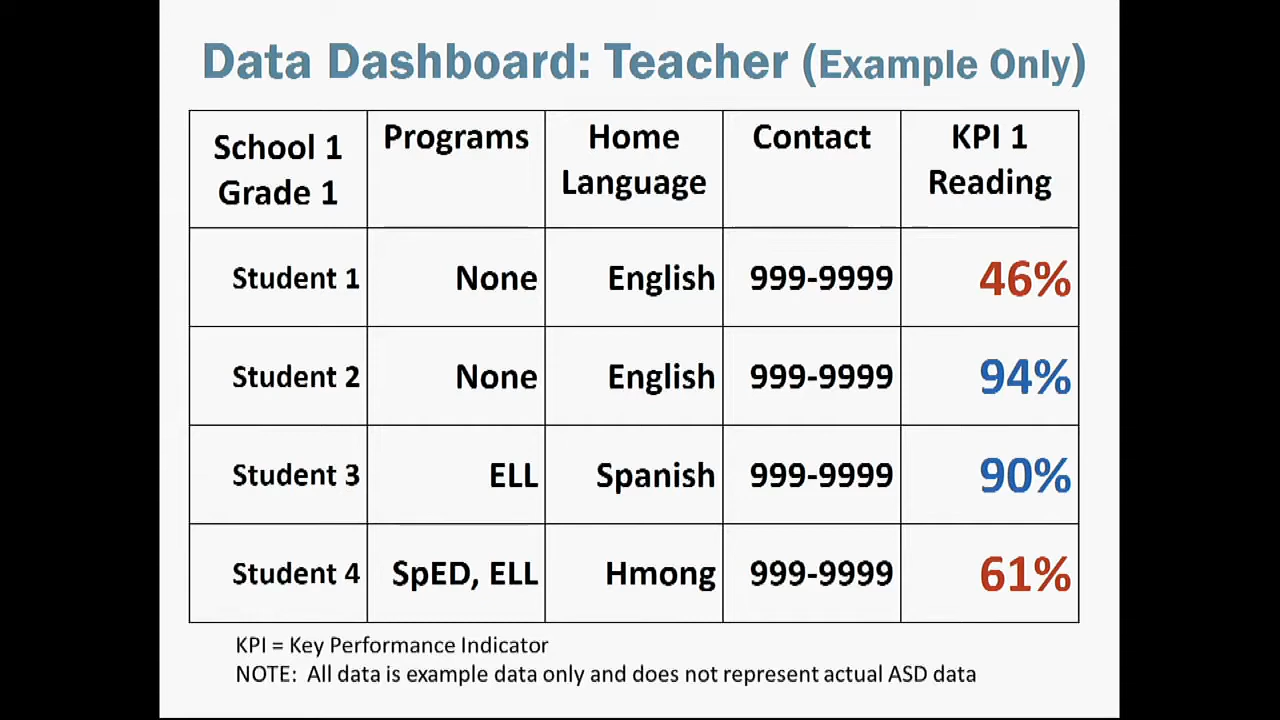 Data Dashboard: Teacher (Example Only)
School 1 Grade 1 Programs Home Language Contact KPI 1 Reading
Student 1 None English 999-9999 46%
Student 2 None English 999-9999 94%
Student 3 ELL Spanish 999-9999 90%
Student 4 SpED, ELL Hmong 999-9999 61%
KPI = Key Performance Indicator
NOTE: All data is example data only and does not represent actual ASD data